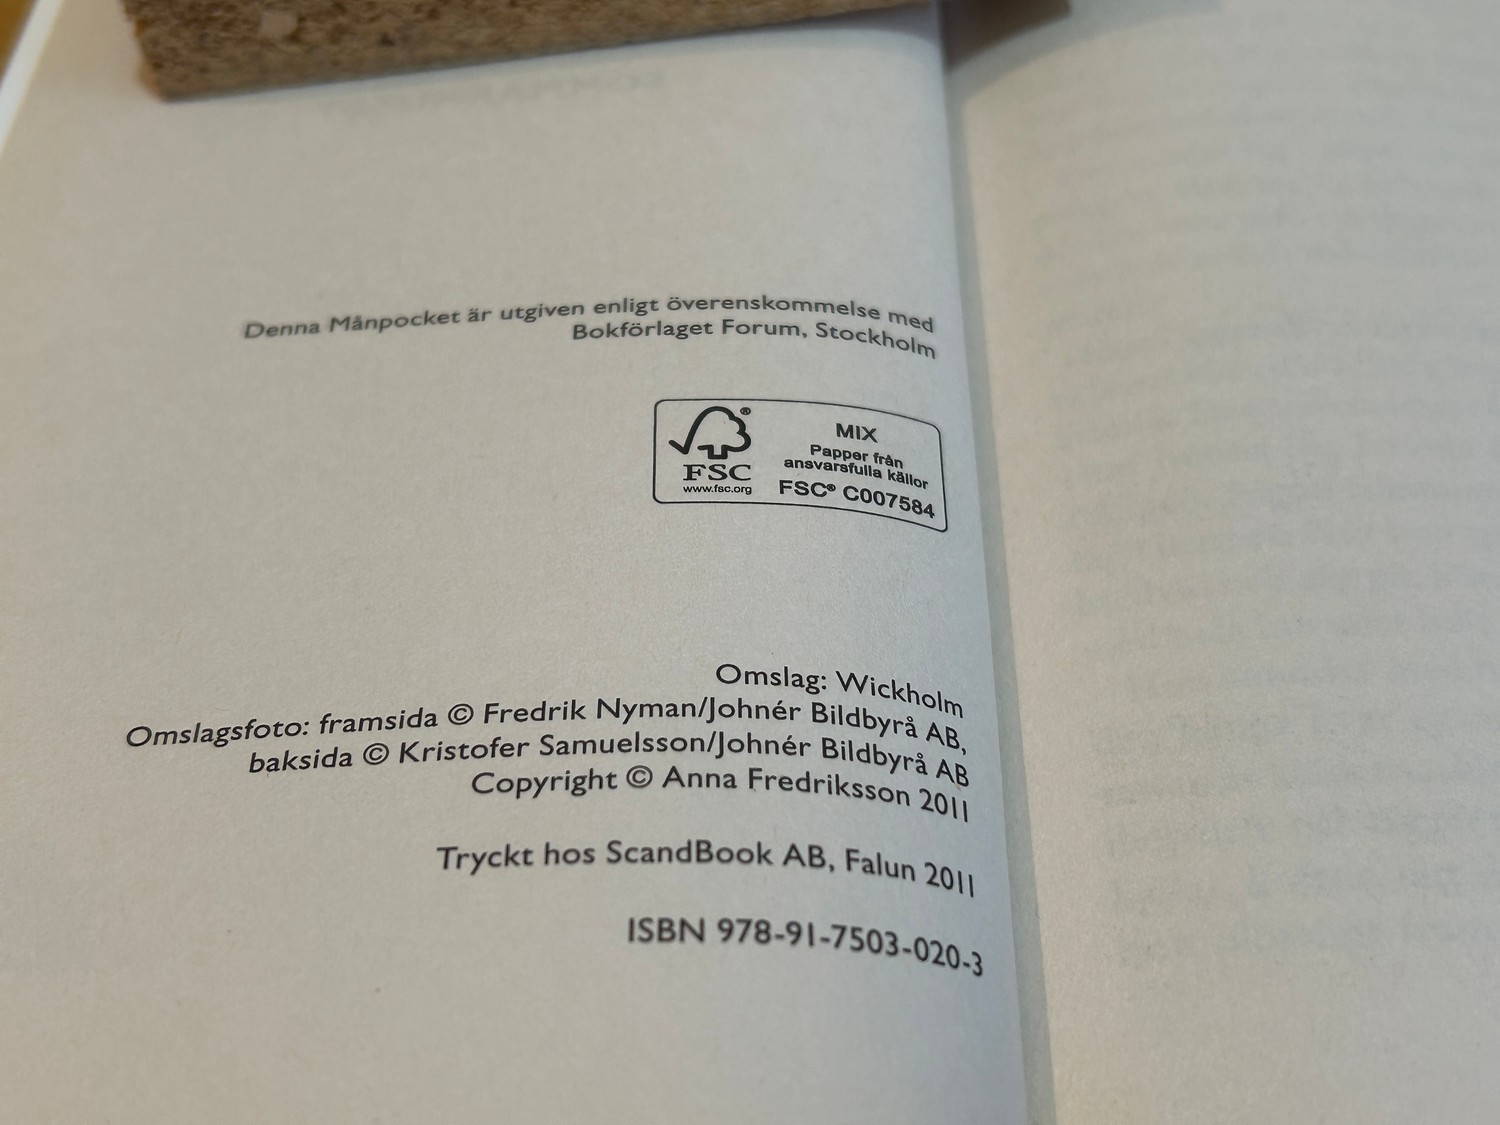 Denna Månpocket är utgiven enligt överenskommelse med
Bokförlaget Forum, Stockholm
®
FSC
www.fsc.org
MIX
Papper från
ansvarsfulla källor
FSC® C007584
Omslag: Wickholm
Omslagsfoto: framsida © Fredrik Nyman/Johnér Bildbyrå AB,
baksida © Kristofer Samuelsson/Johnér Bildbyrå AB
Copyright © Anna Fredriksson 2011
Tryckt hos ScandBook AB, Falun 2011
ISBN 978-91-7503-020-3